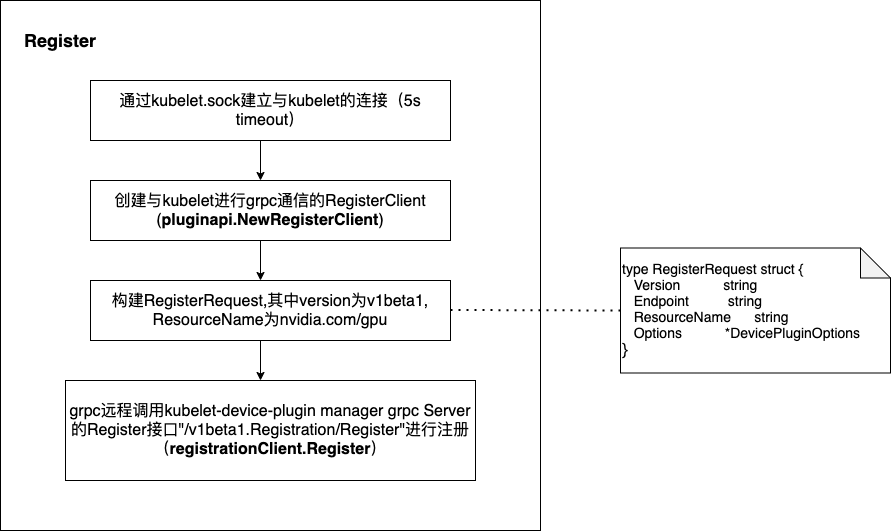 Register
通过kubelet.sock建立与kubelet的连接（5s
timeout）
创建与kubelet进行grpc通信的RegisterClient
(pluginapi.NewRegisterClient)
构建RegisterRequest,其中version为v1beta1,
ResourceName为nvidia.com/gpu
type RegisterRequest struct {
Version string
Endpoint string
ResourceName string
Options *DevicePluginOptions
}
grpc远程调用kubelet-device-plugin manager grpc Server
的Register接口"/v1beta1.Registration/Register"进行注册
（registrationClient.Register）